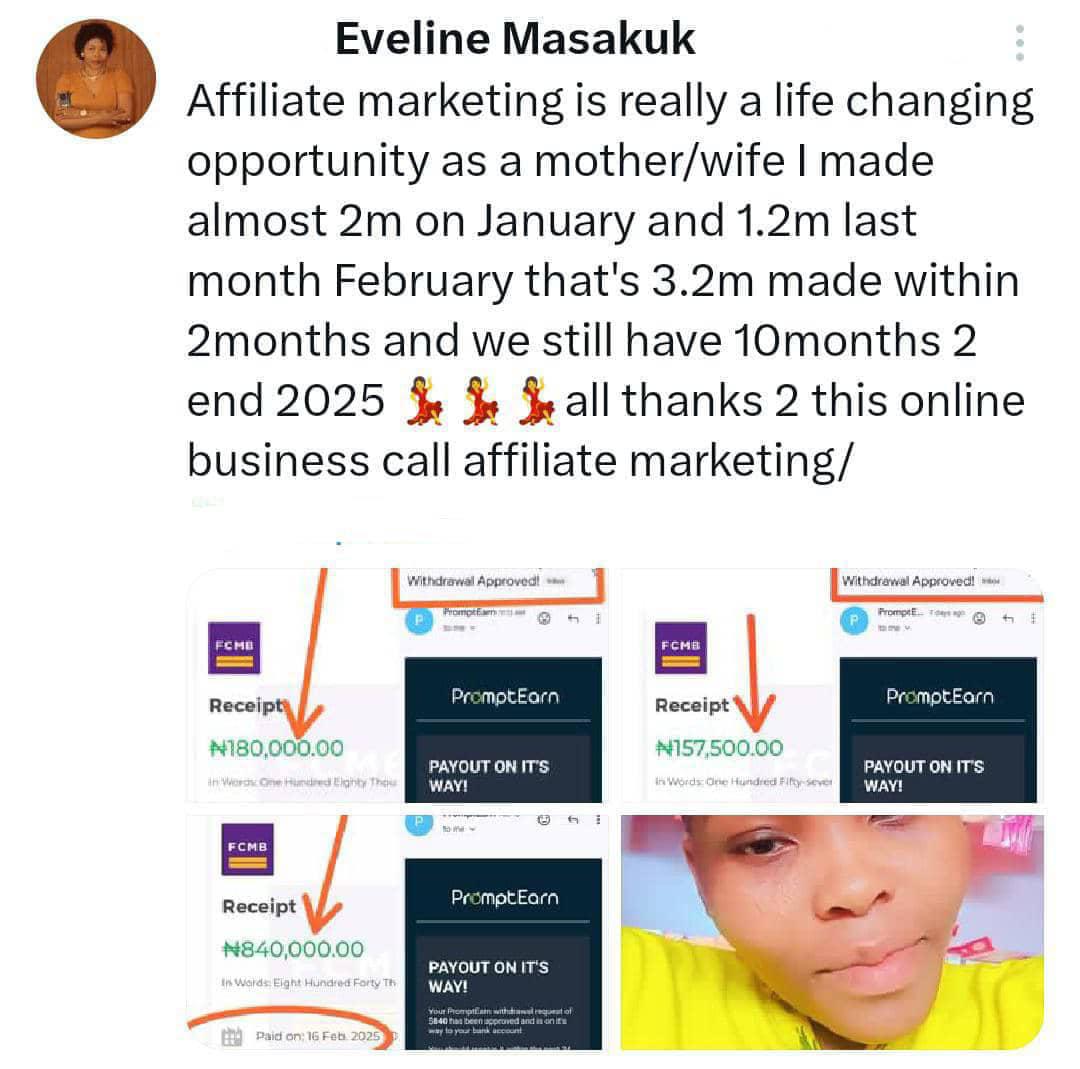 Eveline Masakuk
Affiliate marketing is really a life changing
opportunity as a mother/wife I made
almost 2m on January and 1.2m last
month February that's 3.2m made within
2months and we still have 10months 2
end 2025 💃💃💃all thanks 2 this online
business call affiliate marketing/
FCMB
Receipt
₦180,000.00
In Words: One Hundred Eighty Thou
Withdrawal Approved! Inbox
P
PromptEarn
to me
PromptEarn
PAYOUT ON IT'S
WAY!
FCMB
Receipt
₦157,500.00
In Words: One Hundred Fifty-seven
Withdrawal Approved! Inbox
P
PromptE... 7 days ago
to me
PromptEarn
PAYOUT ON IT'S
WAY!
FCMB
Receipt
₦840,000.00
In Words: Eight Hundred Forty Th
Paid on: 16 Feb. 2025
P
to me
PromptEarn
PAYOUT ON IT'S
WAY!
Your PromptEarn withdrawal request of
$840 has been approved and is on it's
way to your bank account